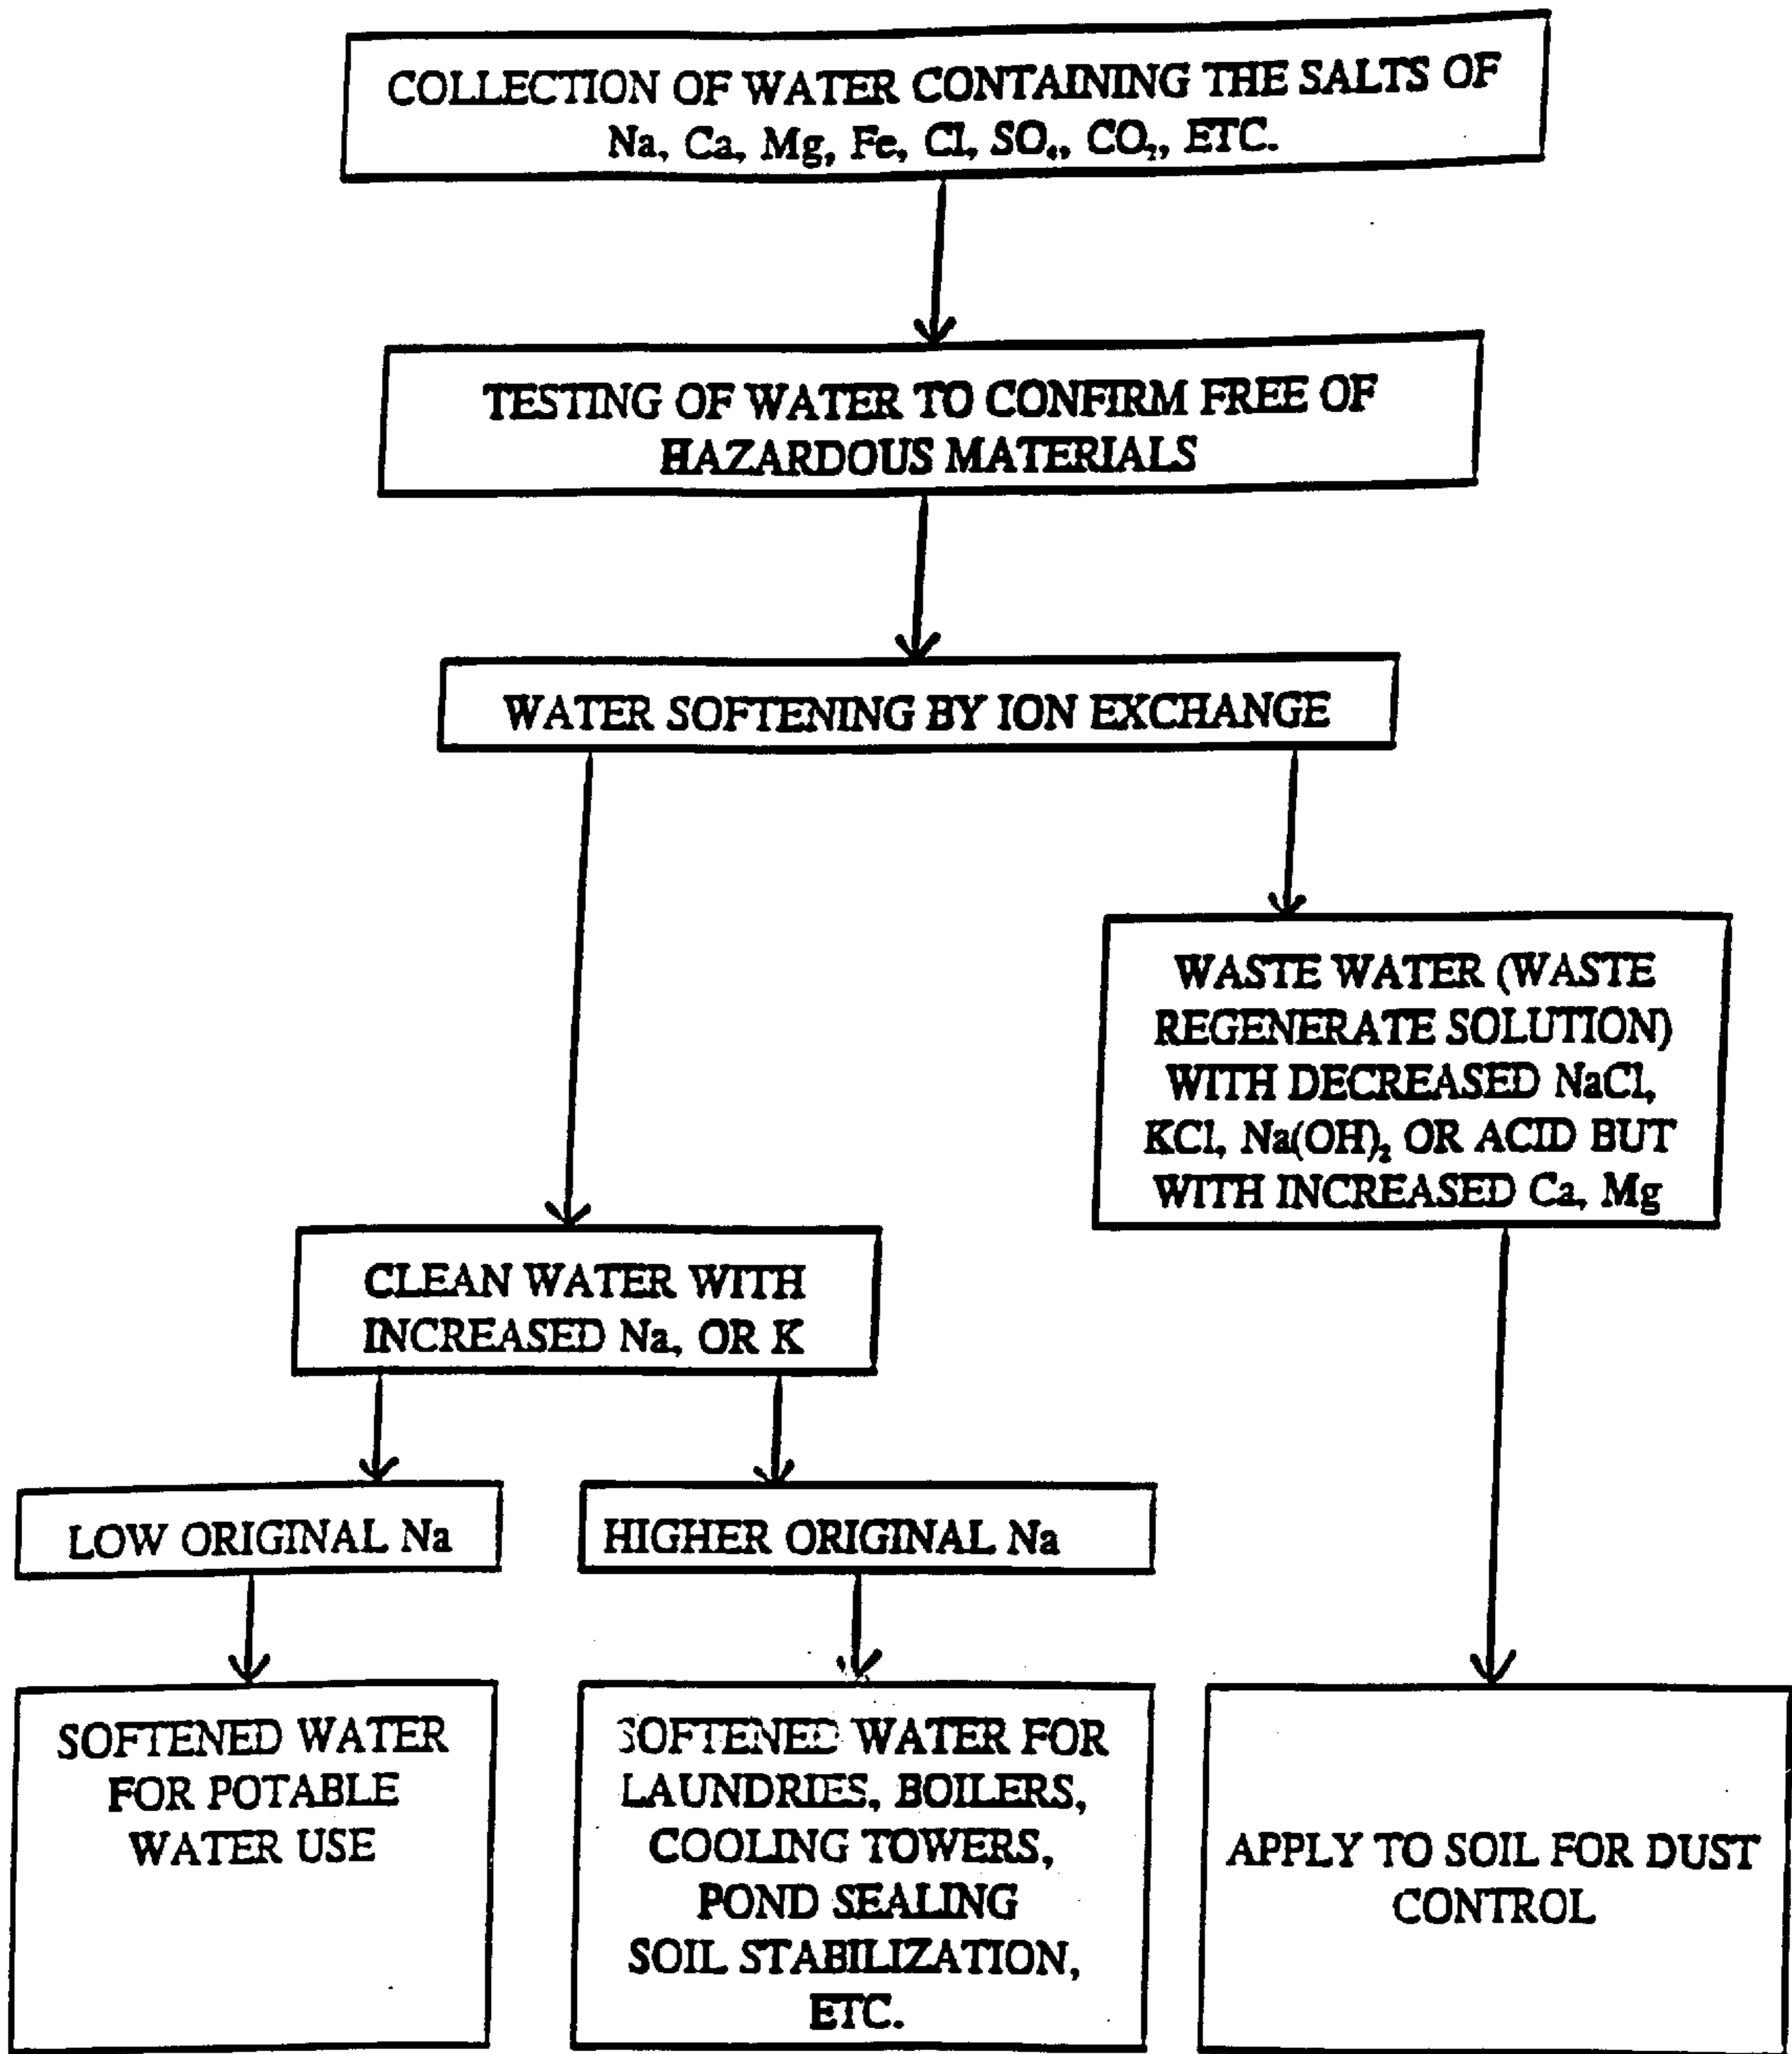 COLLECTION OF WATER CONTAINING THE SALTS OF
Na, Ca, Mg, Fe, Cl, SO₄, CO₂, ETC.
TESTING OF WATER TO CONFIRM FREE OF
HAZARDOUS MATERIALS
WATER SOFTENING BY ION EXCHANGE
WASTE WATER (WASTE
REGENERATE SOLUTION)
WITH DECREASED NaCl,
KCl, Na(OH)₂ OR ACID BUT
WITH INCREASED Ca, Mg
CLEAN WATER WITH
INCREASED Na, OR K
LOW ORIGINAL Na
HIGHER ORIGINAL Na
SOFTENED WATER
FOR POTABLE
WATER USE
SOFTENED WATER FOR
LAUNDRIES, BOILERS,
COOLING TOWERS,
POND SEALING
SOIL STABILIZATION,
ETC.
APPLY TO SOIL FOR DUST
CONTROL